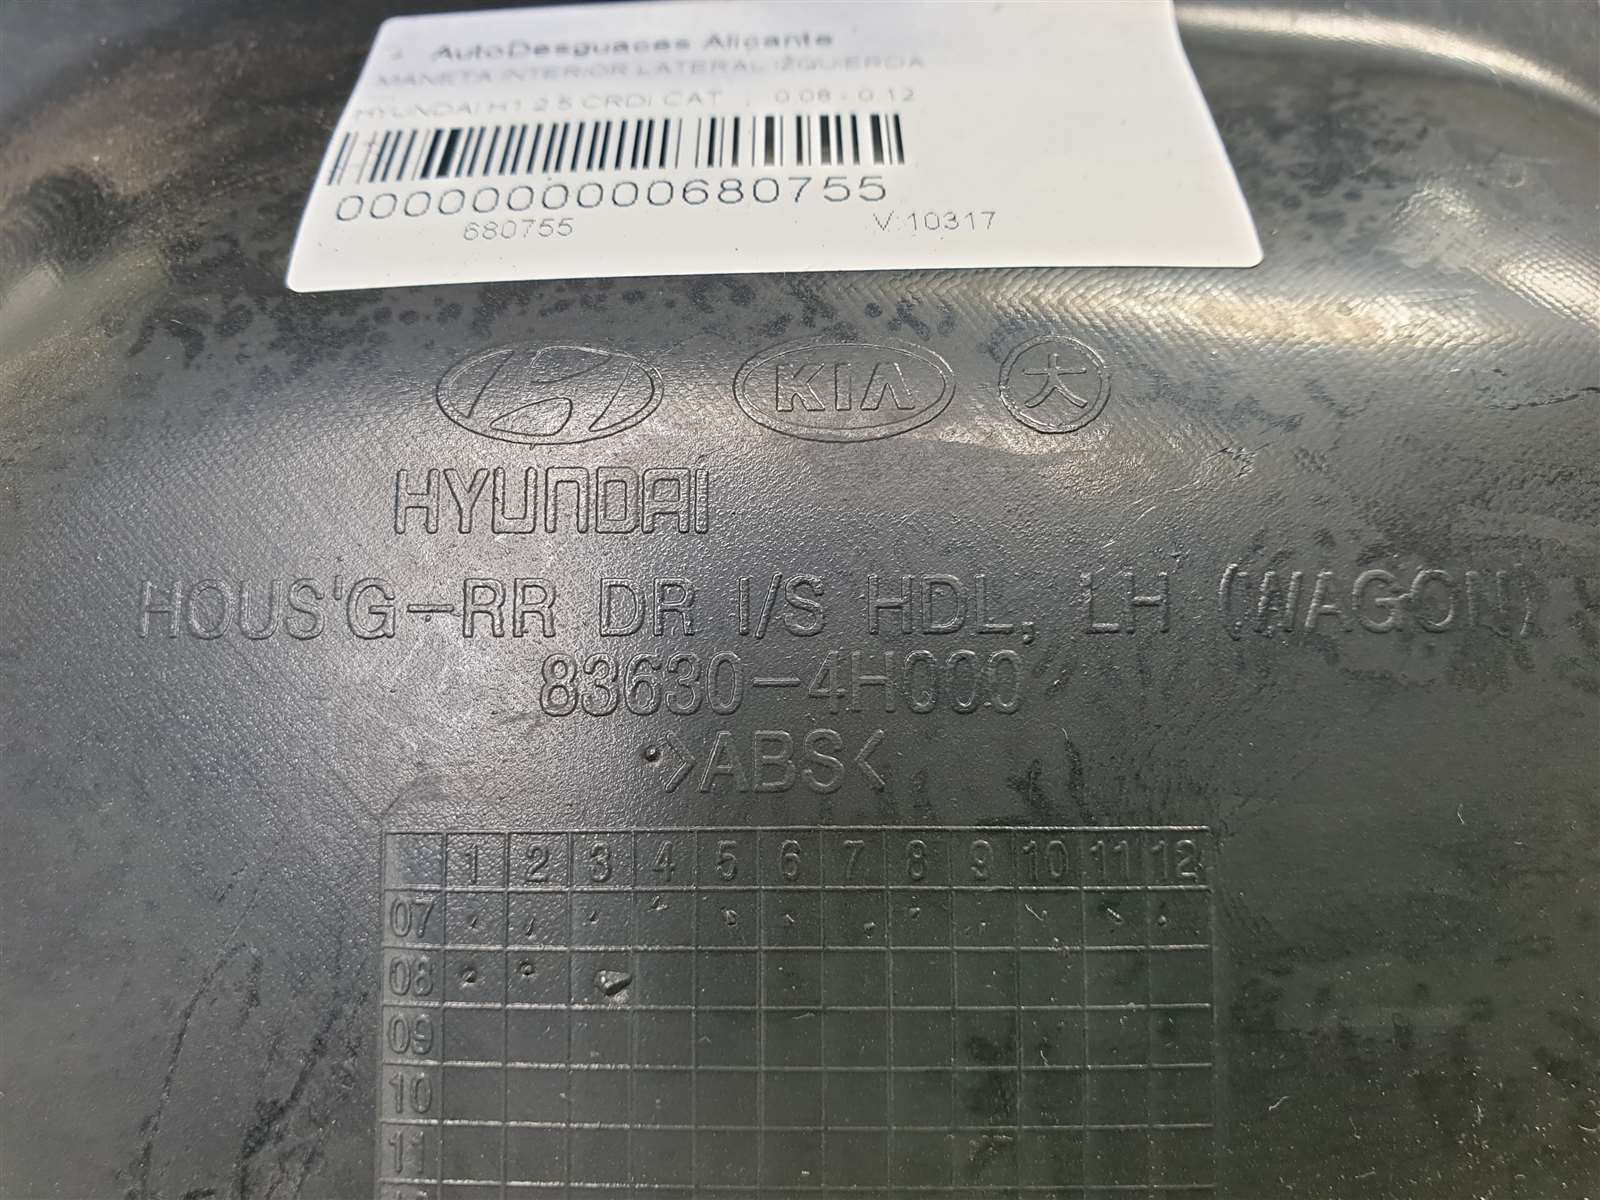 AutoDesguaces Alicante
MANETA INTERIOR LATERAL IZQUIERDA
HYUNDAI H1 2.5 CRDI CAT , 0.08 - 0.12
0000000000680755
680755 V:10317
KIA 大
HYUNDAI
HOUS'G-RR DR I/S HDL, LH (WAGON)
83630-4H000
>ABS<
1 2 3 4 5 6 7 8 9 10 11 12
07
08
09
10
11